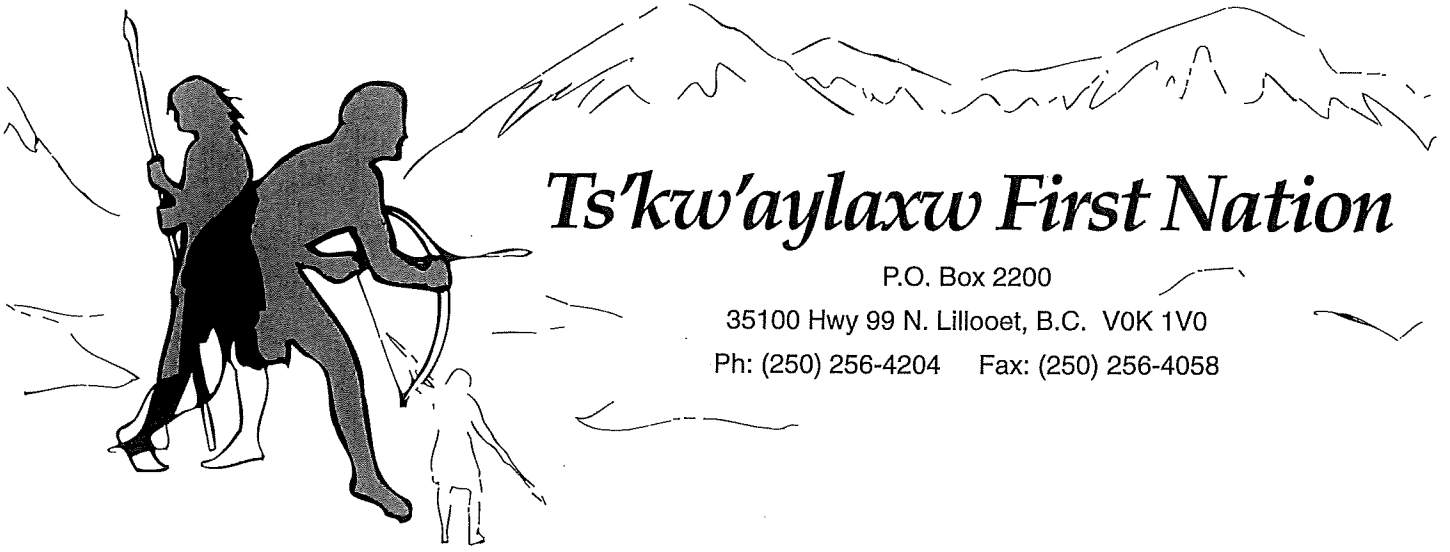 Ts'kw'aylaxw First Nation
P.O. Box 2200
35100 Hwy 99 N. Lillooet, B.C. V0K 1V0
Ph: (250) 256-4204 Fax: (250) 256-4058